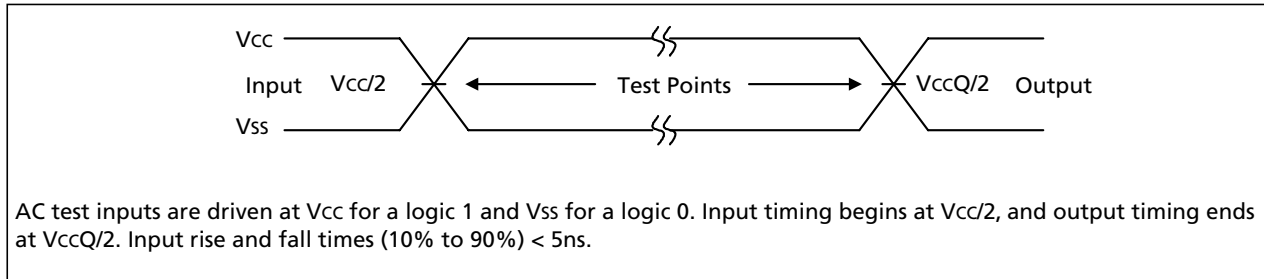 Vcc
Input Vcc/2 Test Points VccQ/2 Output
Vss
AC test inputs are driven at Vcc for a logic 1 and Vss for a logic 0. Input timing begins at Vcc/2, and output timing ends
at VccQ/2. Input rise and fall times (10% to 90%) < 5ns.